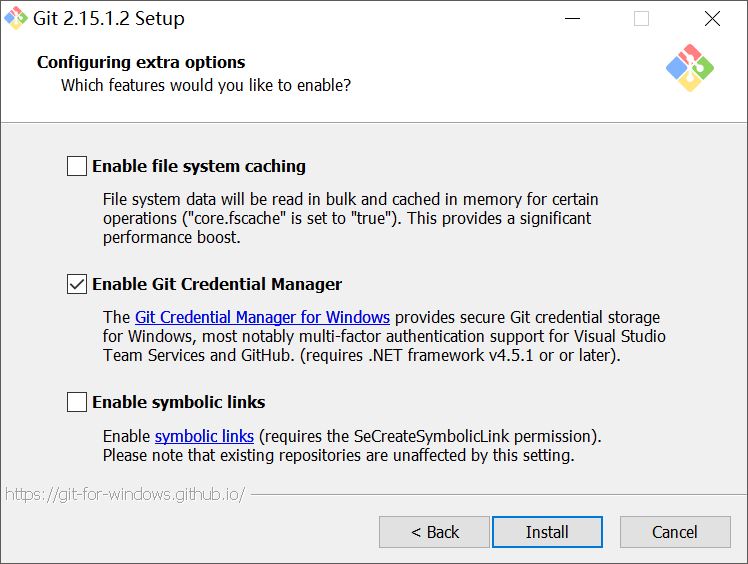 Git 2.15.1.2 Setup
Configuring extra options
Which features would you like to enable?
Enable file system caching
File system data will be read in bulk and cached in memory for certain
operations ("core.fscache" is set to "true"). This provides a significant
performance boost.
Enable Git Credential Manager
The Git Credential Manager for Windows provides secure Git credential storage
for Windows, most notably multi-factor authentication support for Visual Studio
Team Services and GitHub. (requires .NET framework v4.5.1 or or later).
Enable symbolic links
Enable symbolic links (requires the SeCreateSymbolicLink permission).
Please note that existing repositories are unaffected by this setting.
https://git-for-windows.github.io/
< Back Install Cancel